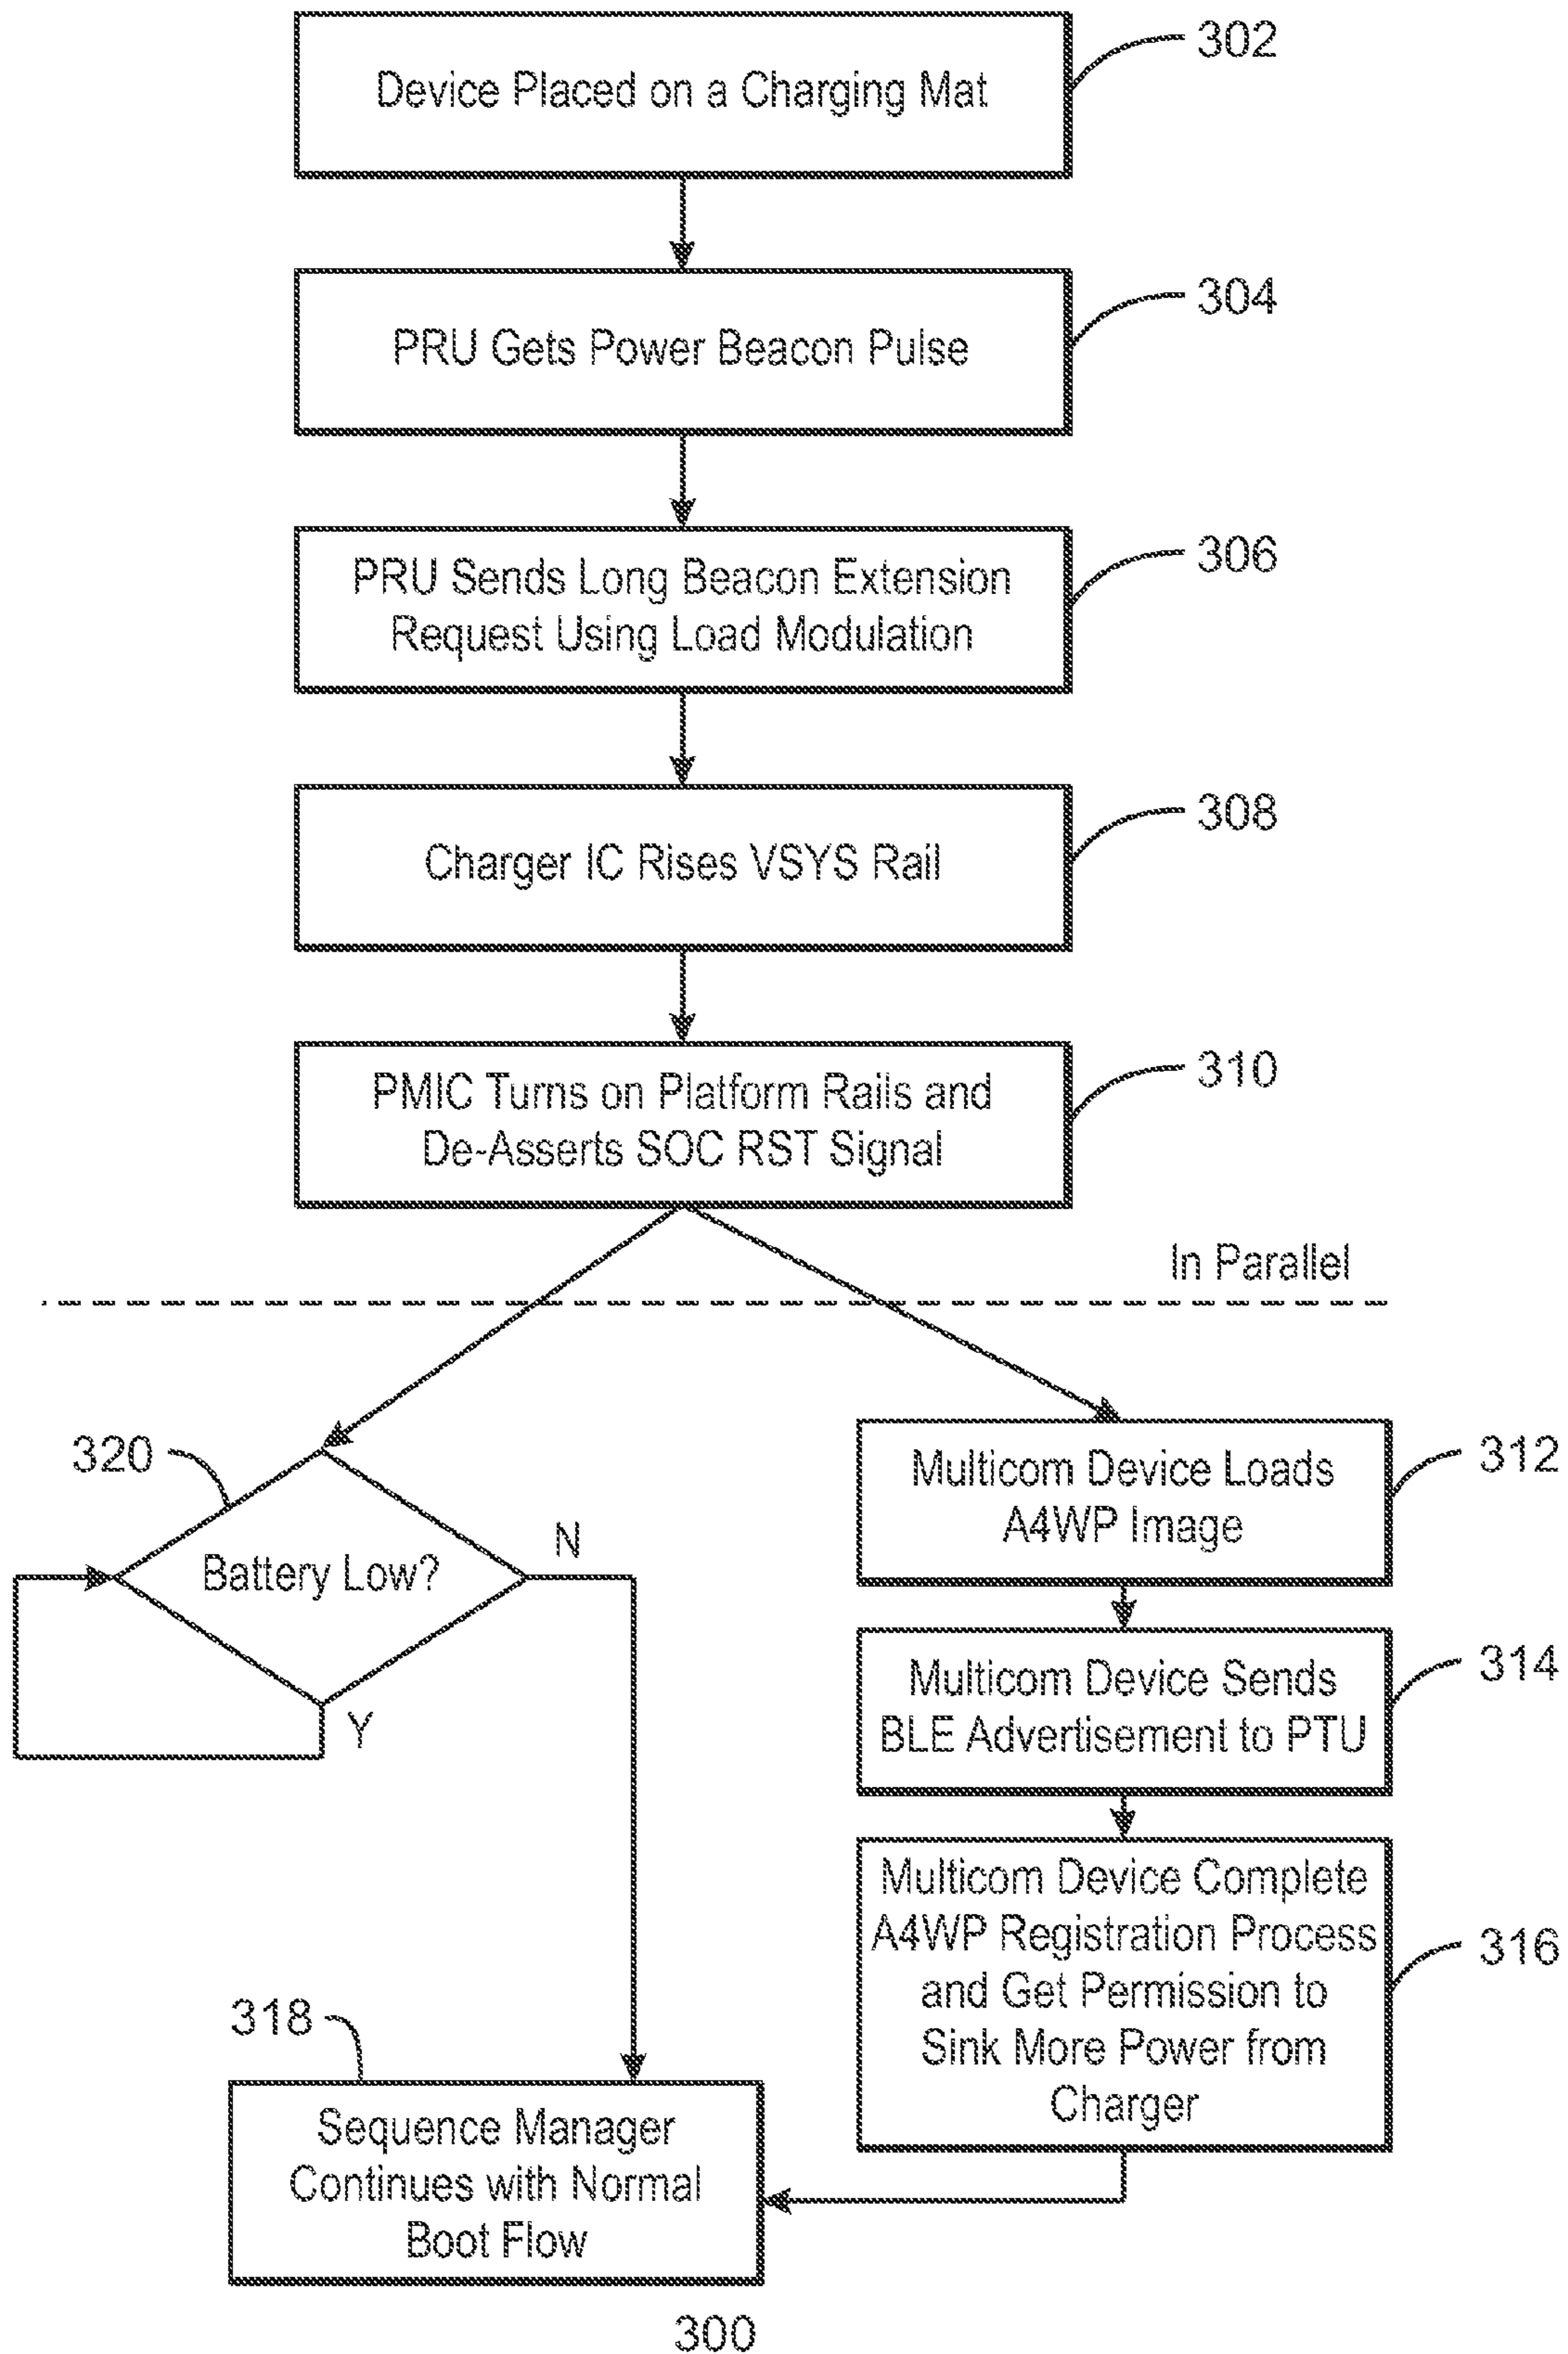 302
Device Placed on a Charging Mat
304
PRU Gets Power Beacon Pulse
306
PRU Sends Long Beacon Extension
Request Using Load Modulation
308
Charger IC Rises VSYS Rail
310
PMIC Turns on Platform Rails and
De-Asserts SOC RST Signal
In Parallel
320
Battery Low?
N
Y
312
Multicom Device Loads
A4WP Image
314
Multicom Device Sends
BLE Advertisement to PTU
316
Multicom Device Complete
A4WP Registration Process
and Get Permission to
Sink More Power from
Charger
318
Sequence Manager
Continues with Normal
Boot Flow
300